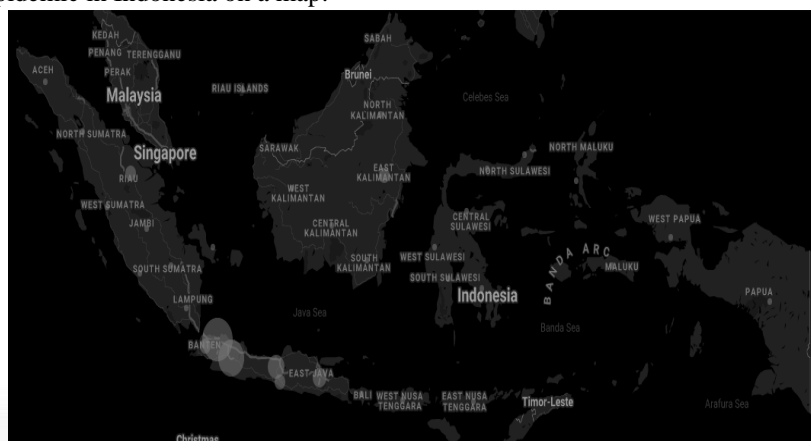 pidemic in Indonesia on a map.
KEDAH
SABAH
PENANG
TERENGGANU
ACEH
PERAK
Brunei
Malaysia
RIAU ISLANDS
Celebes Sea
NORTH
KALIMANTAN
NORTH SUMATRA
SARAWAK
NORTH MALUKU
Singapore
EAST
KALIMANTAN
NORTH SULAWESI
RIAU
WEST
KALIMANTAN
WEST SUMATRA
CENTRAL
SULAWESI
WEST PAPUA
JAMBI
CENTRAL
KALIMANTAN
BANDA ARC
SOUTH
KALIMANTAN
WEST SULAWESI
SOUTH SUMATRA
MALUKU
SOUTH SULAWESI
PAPUA
Indonesia
LAMPUNG
Java Sea
Banda Sea
BANTEN
EAST JAVA
BALI
WEST NUSA
TENGGARA
EAST NUSA
TENGGARA
Timor-Leste
Arafura Sea
Christmas